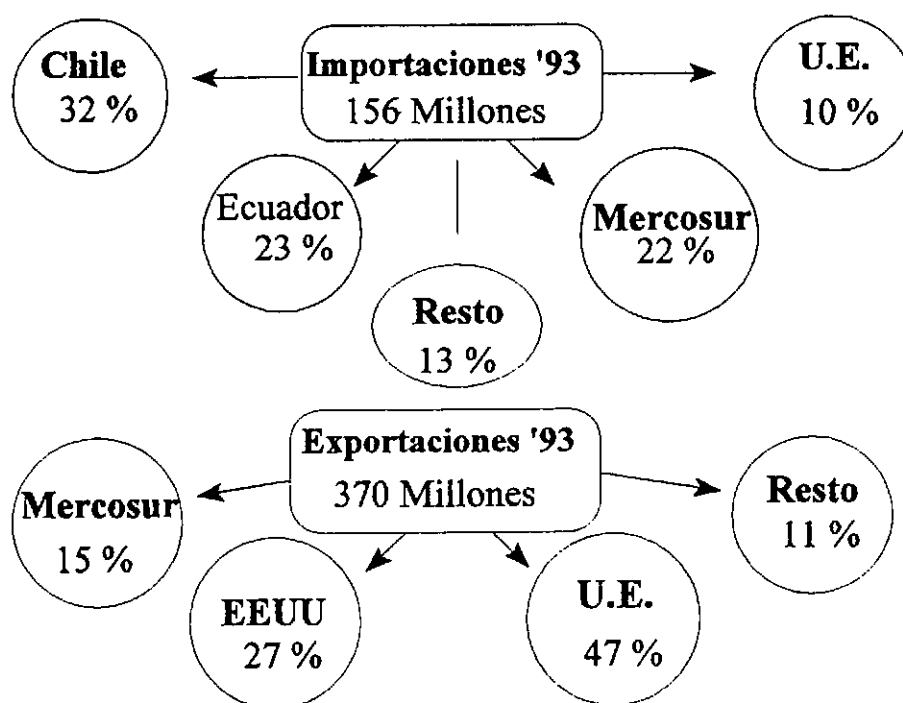 Chile
32 %
Importaciones '93
156 Millones
U.E.
10 %
Ecuador
23 %
Mercosur
22 %
Resto
13 %
Exportaciones '93
370 Millones
Mercosur
15 %
Resto
11 %
EEUU
27 %
U.E.
47 %